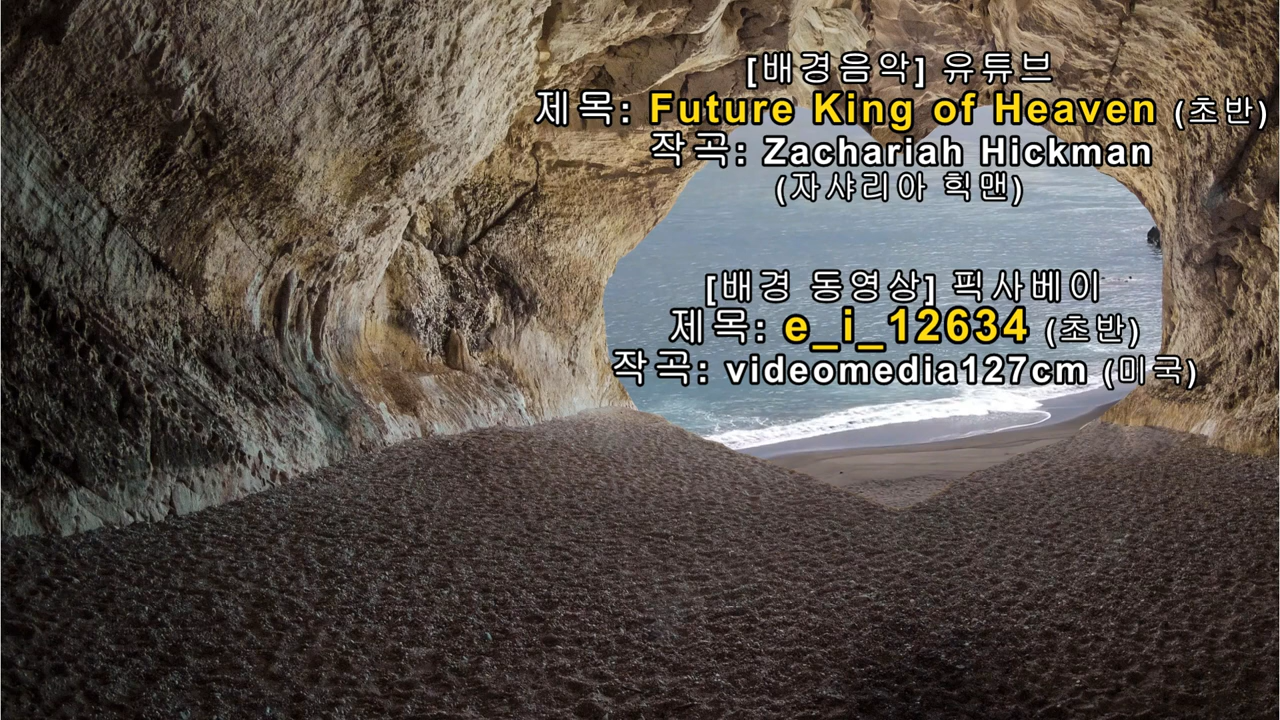 [배경음악] 유튜브
제목: Future King of Heaven (초반)
작곡: Zachariah Hickman
(자샤리아 힉맨)
[배경 동영상] 픽사베이
제목: e_i_12634 (초반)
작곡: videomedia127cm (미국)